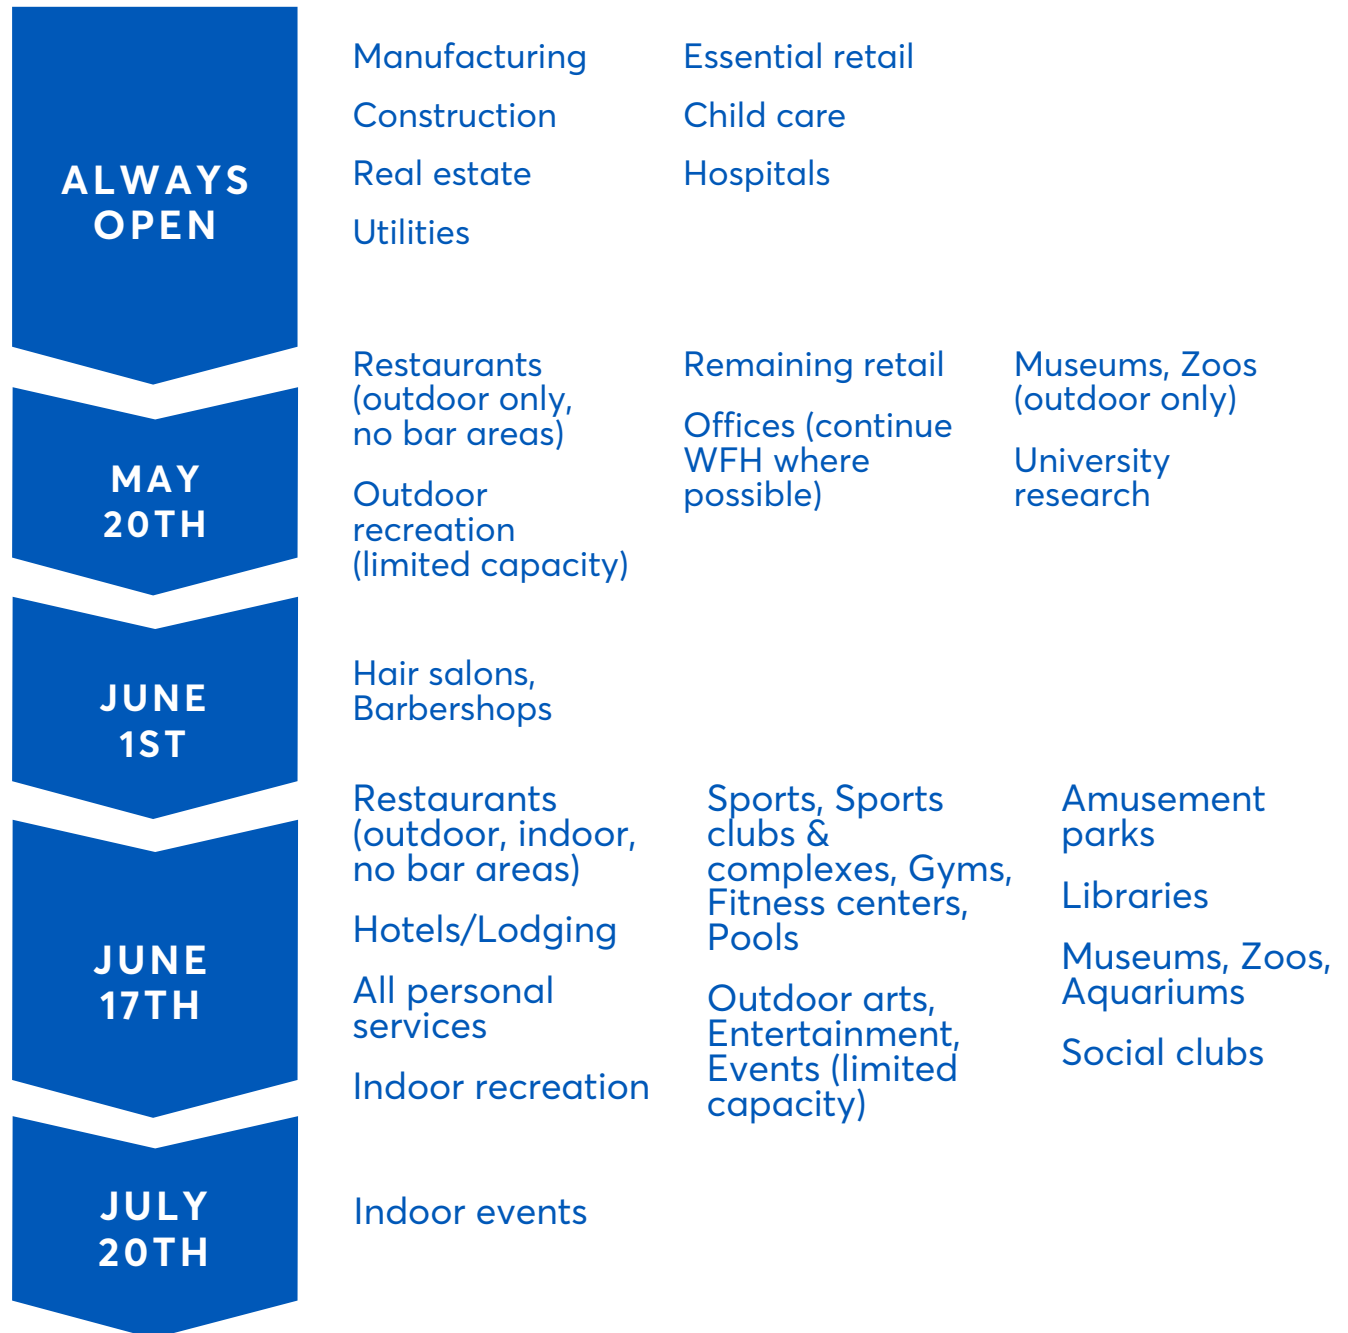 ALWAYS
OPEN
Manufacturing
Construction
Real estate
Utilities
Essential retail
Child care
Hospitals
MAY
20TH
Restaurants
(outdoor only,
no bar areas)
Outdoor
recreation
(limited capacity)
Remaining retail
Offices (continue
WFH where
possible)
Museums, Zoos
(outdoor only)
University
research
JUNE
1ST
Hair salons,
Barbershops
JUNE
17TH
Restaurants
(outdoor, indoor,
no bar areas)
Hotels/Lodging
All personal
services
Indoor recreation
Sports, Sports
clubs &
complexes, Gyms,
Fitness centers,
Pools
Outdoor arts,
Entertainment,
Events (limited
capacity)
Amusement
parks
Libraries
Museums, Zoos,
Aquariums
Social clubs
JULY
20TH
Indoor events